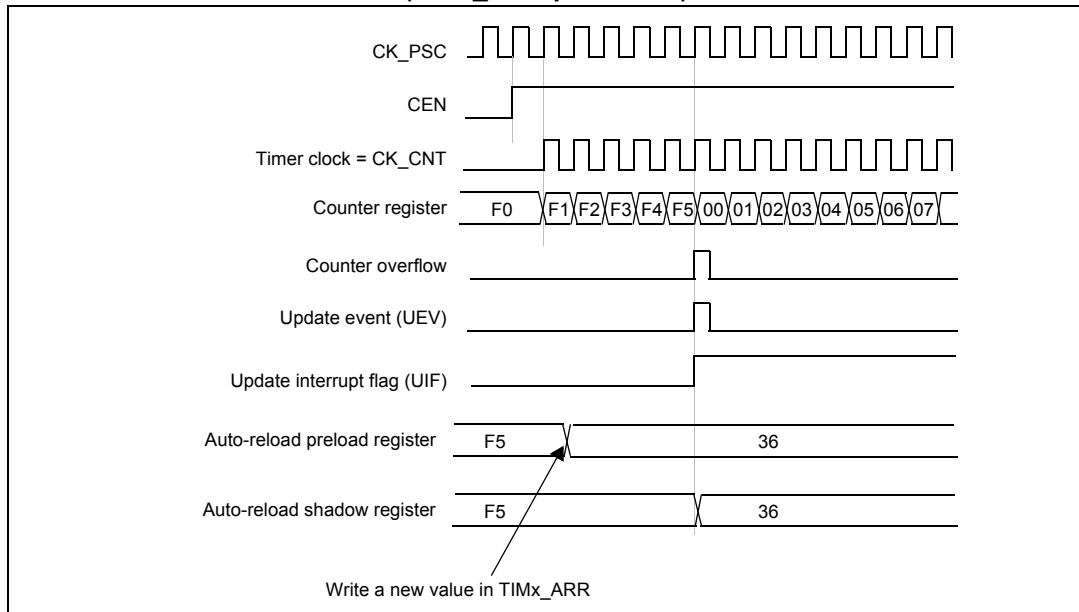 CK_PSC
CEN
Timer clock = CK_CNT
Counter register F0 F1 F2 F3 F4 F5 00 01 02 03 04 05 06 07
Counter overflow
Update event (UEV)
Update interrupt flag (UIF)
Auto-reload preload register F5 36
Auto-reload shadow register F5 36
Write a new value in TIMx_ARR